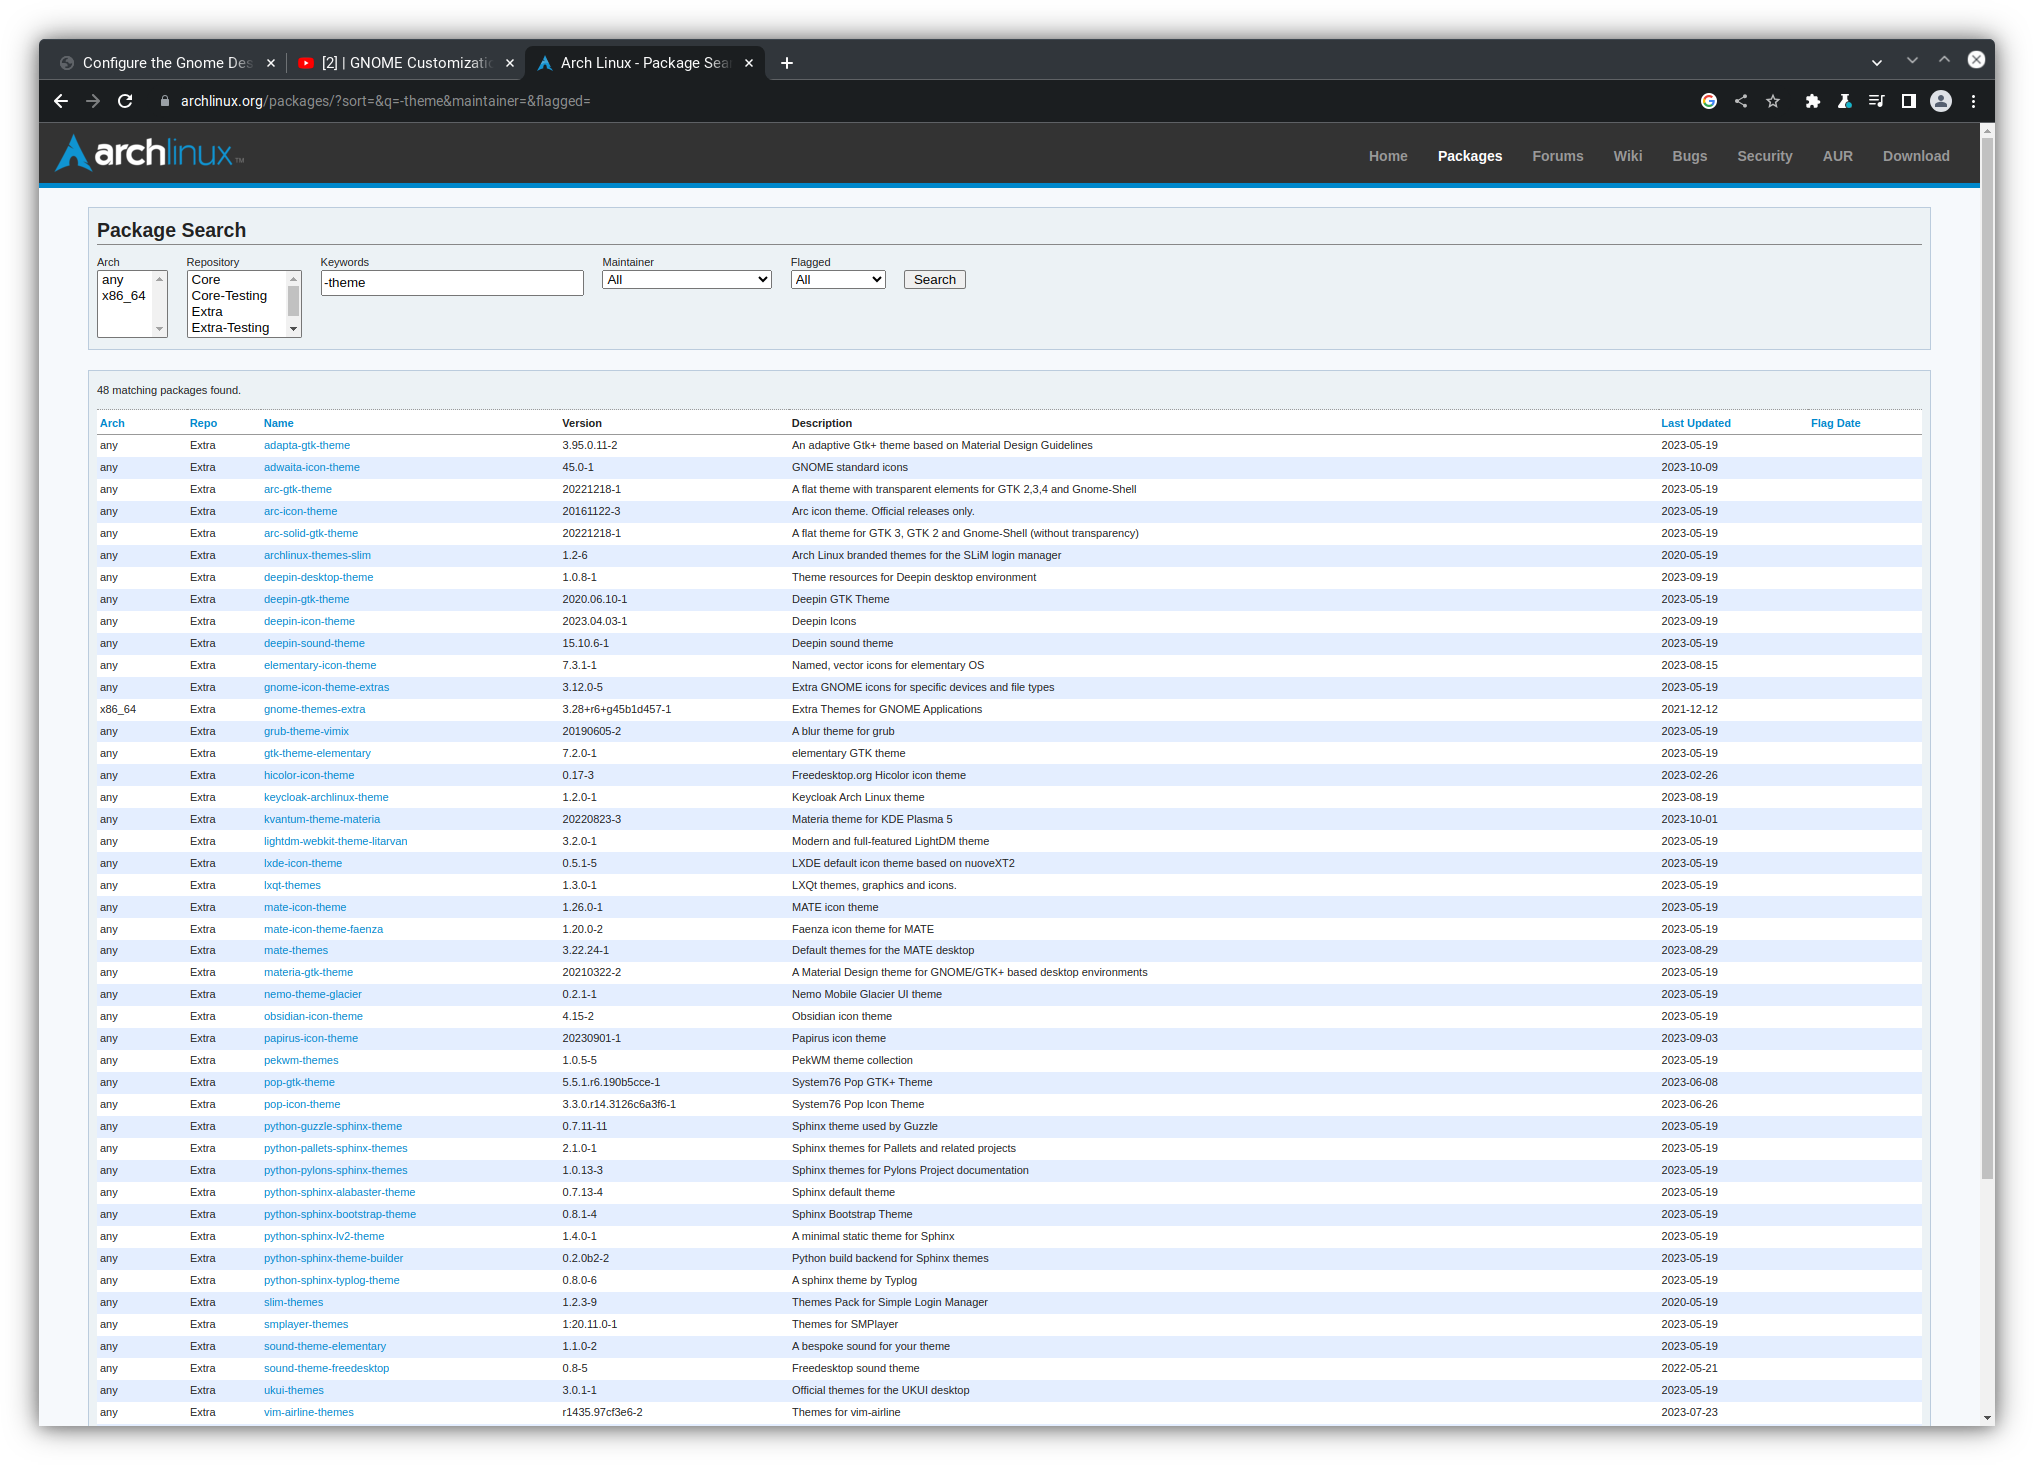 Configure the Gnome Des
[2] | GNOME Customizatio
Arch Linux - Package Sear
archlinux.org/packages/?sort=&q=-theme&maintainer=&flagged=
archlinux™
Home Packages Forums Wiki Bugs Security AUR Download
Package Search
Arch Repository Keywords Maintainer Flagged
any
x86_64
Core
Core-Testing
Extra
Extra-Testing
-theme
All
All
Search
48 matching packages found.
Arch Repo Name Version Description Last Updated Flag Date
any Extra adapta-gtk-theme 3.95.0.11-2 An adaptive Gtk+ theme based on Material Design Guidelines 2023-05-19
any Extra adwaita-icon-theme 45.0-1 GNOME standard icons 2023-10-09
any Extra arc-gtk-theme 20221218-1 A flat theme with transparent elements for GTK 2,3,4 and Gnome-Shell 2023-05-19
any Extra arc-icon-theme 20161122-3 Arc icon theme. Official releases only. 2023-05-19
any Extra arc-solid-gtk-theme 20221218-1 A flat theme for GTK 3, GTK 2 and Gnome-Shell (without transparency) 2023-05-19
any Extra archlinux-themes-slim 1.2-6 Arch Linux branded themes for the SLiM login manager 2020-05-19
any Extra deepin-desktop-theme 1.0.8-1 Theme resources for Deepin desktop environment 2023-09-19
any Extra deepin-gtk-theme 2020.06.10-1 Deepin GTK Theme 2023-05-19
any Extra deepin-icon-theme 2023.04.03-1 Deepin Icons 2023-09-19
any Extra deepin-sound-theme 15.10.6-1 Deepin sound theme 2023-05-19
any Extra elementary-icon-theme 7.3.1-1 Named, vector icons for elementary OS 2023-08-15
any Extra gnome-icon-theme-extras 3.12.0-5 Extra GNOME icons for specific devices and file types 2023-05-19
x86_64 Extra gnome-themes-extra 3.28+r6+g45b1d457-1 Extra Themes for GNOME Applications 2021-12-12
any Extra grub-theme-vimix 20190605-2 A blur theme for grub 2023-05-19
any Extra gtk-theme-elementary 7.2.0-1 elementary GTK theme 2023-05-19
any Extra hicolor-icon-theme 0.17-3 Freedesktop.org Hicolor icon theme 2023-02-26
any Extra keycloak-archlinux-theme 1.2.0-1 Keycloak Arch Linux theme 2023-08-19
any Extra kvantum-theme-materia 20220823-3 Materia theme for KDE Plasma 5 2023-10-01
any Extra lightdm-webkit-theme-litarvan 3.2.0-1 Modern and full-featured LightDM theme 2023-05-19
any Extra lxde-icon-theme 0.5.1-5 LXDE default icon theme based on nuoveXT2 2023-05-19
any Extra lxqt-themes 1.3.0-1 LXQt themes, graphics and icons. 2023-05-19
any Extra mate-icon-theme 1.26.0-1 MATE icon theme 2023-05-19
any Extra mate-icon-theme-faenza 1.20.0-2 Faenza icon theme for MATE 2023-05-19
any Extra mate-themes 3.22.24-1 Default themes for the MATE desktop 2023-08-29
any Extra materia-gtk-theme 20210322-2 A Material Design theme for GNOME/GTK+ based desktop environments 2023-05-19
any Extra nemo-theme-glacier 0.2.1-1 Nemo Mobile Glacier UI theme 2023-05-19
any Extra obsidian-icon-theme 4.15-2 Obsidian icon theme 2023-05-19
any Extra papirus-icon-theme 20230901-1 Papirus icon theme 2023-09-03
any Extra pekwm-themes 1.0.5-5 PekWM theme collection 2023-05-19
any Extra pop-gtk-theme 5.5.1.r6.190b5cce-1 System76 Pop GTK+ Theme 2023-06-08
any Extra pop-icon-theme 3.3.0.r14.3126c6a3f6-1 System76 Pop Icon Theme 2023-06-26
any Extra python-guzzle-sphinx-theme 0.7.11-11 Sphinx theme used by Guzzle 2023-05-19
any Extra python-pallets-sphinx-themes 2.1.0-1 Sphinx themes for Pallets and related projects 2023-05-19
any Extra python-pylons-sphinx-themes 1.0.13-3 Sphinx themes for Pylons Project documentation 2023-05-19
any Extra python-sphinx-alabaster-theme 0.7.13-4 Sphinx default theme 2023-05-19
any Extra python-sphinx-bootstrap-theme 0.8.1-4 Sphinx Bootstrap Theme 2023-05-19
any Extra python-sphinx-lv2-theme 1.4.0-1 A minimal static theme for Sphinx 2023-05-19
any Extra python-sphinx-theme-builder 0.2.0b2-2 Python build backend for Sphinx themes 2023-05-19
any Extra python-sphinx-typlog-theme 0.8.0-6 A sphinx theme by Typlog 2023-05-19
any Extra slim-themes 1.2.3-9 Themes Pack for Simple Login Manager 2020-05-19
any Extra smplayer-themes 1:20.11.0-1 Themes for SMPlayer 2023-05-19
any Extra sound-theme-elementary 1.1.0-2 A bespoke sound for your theme 2023-05-19
any Extra sound-theme-freedesktop 0.8-5 Freedesktop sound theme 2022-05-21
any Extra ukui-themes 3.0.1-1 Official themes for the UKUI desktop 2023-05-19
any Extra vim-airline-themes r1435.97cf3e6-2 Themes for vim-airline 2023-07-23